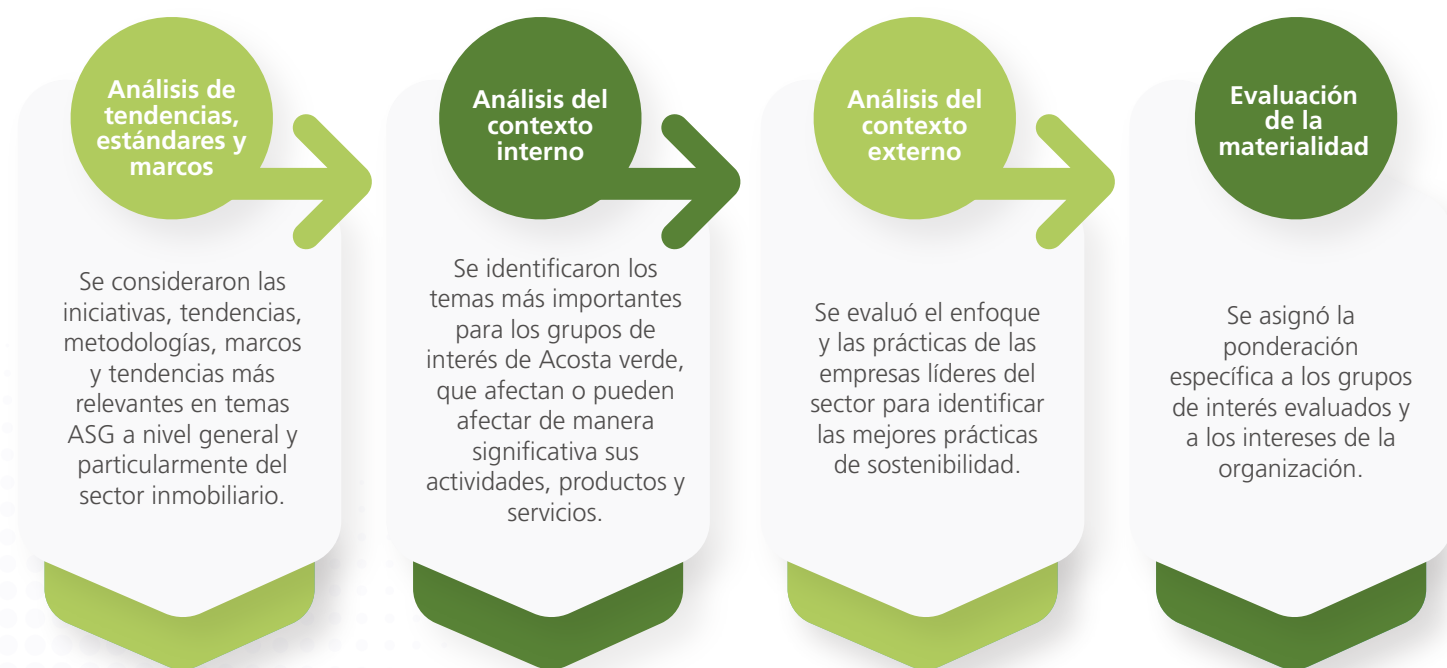 Análisis de
tendencias,
estándares y
marcos
Se consideraron las
iniciativas, tendencias,
metodologías, marcos
y tendencias más
relevantes en temas
ASG a nivel general y
particularmente del
sector inmobiliario.
Análisis del
contexto
interno
Se identificaron los
temas más importantes
para los grupos de
interés de Acosta verde,
que afectan o pueden
afectar de manera
significativa sus
actividades, productos y
servicios.
Análisis del
contexto
externo
Se evaluó el enfoque
y las prácticas de las
empresas líderes del
sector para identificar
las mejores prácticas
de sostenibilidad.
Evaluación
de la
materialidad
Se asignó la
ponderación
específica a los grupos
de interés evaluados y
a los intereses de la
organización.